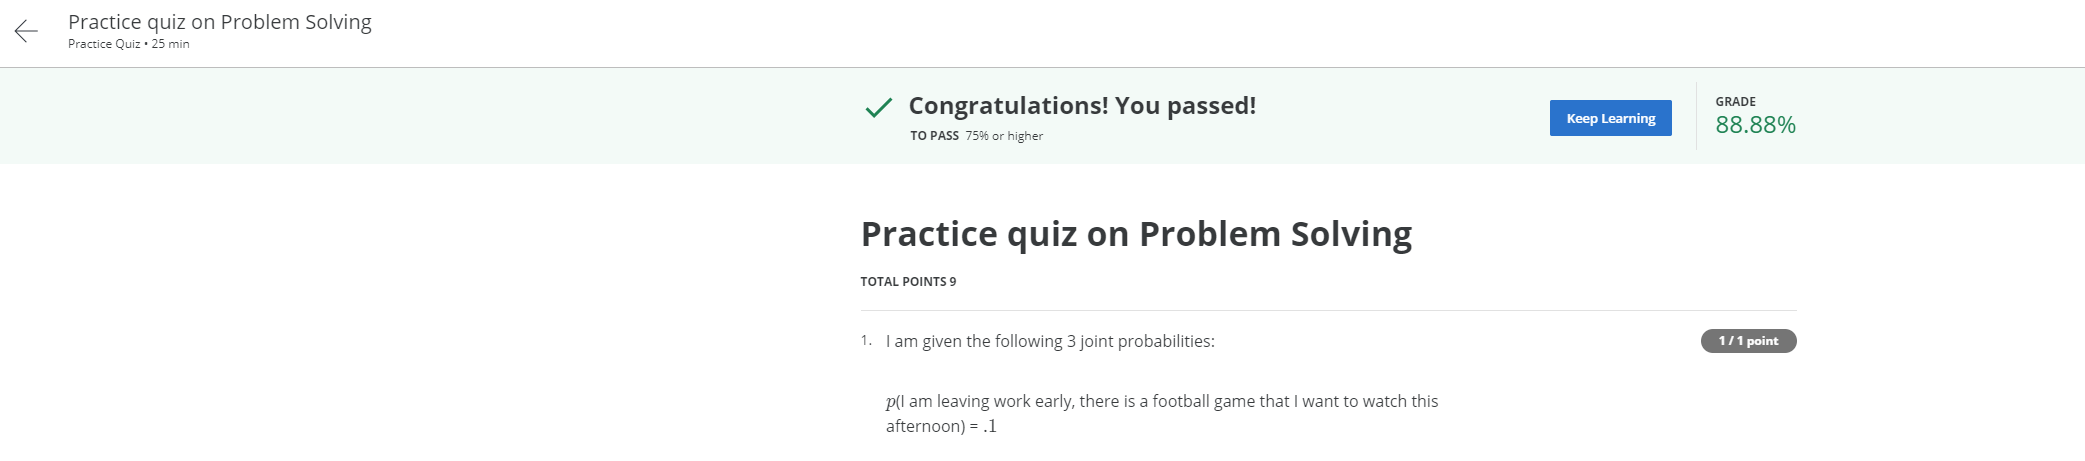 Practice quiz on Problem Solving
Practice Quiz • 25 min
Congratulations! You passed!
TO PASS 75% or higher
Keep Learning
GRADE
88.88%
Practice quiz on Problem Solving
TOTAL POINTS 9
1. I am given the following 3 joint probabilities:
1 / 1 point
p(I am leaving work early, there is a football game that I want to watch this
afternoon) = .1